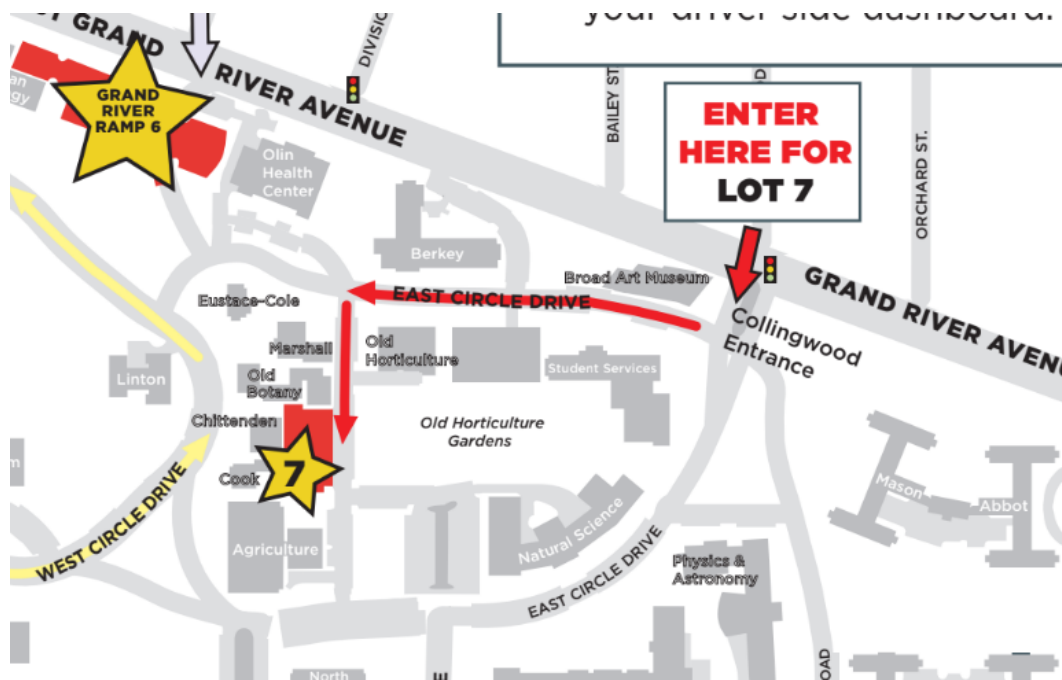 your driver side dashboard.
GRAND
RIVER AVENUE
DIVISIO
BAILEY ST
ORCHARD ST.
GRAND
RIVER
RAMP 6
ENTER
HERE FOR
LOT 7
Olin
Health
Center
Berkey
Broad Art Museum
EAST CIRCLE DRIVE
GRAND RIVER AVENU
Collingwood
Entrance
Eustace-Cole
Marshall
Old
Horticulture
Student Services
Linton
Old
Botany
Chittenden
Old Horticulture
Gardens
7
Cook
WEST CIRCLE DRIVE
Agriculture
Natural Science
EAST CIRCLE DRIVE
Mason
Abbot
Physics &
Astronomy
North
OAD